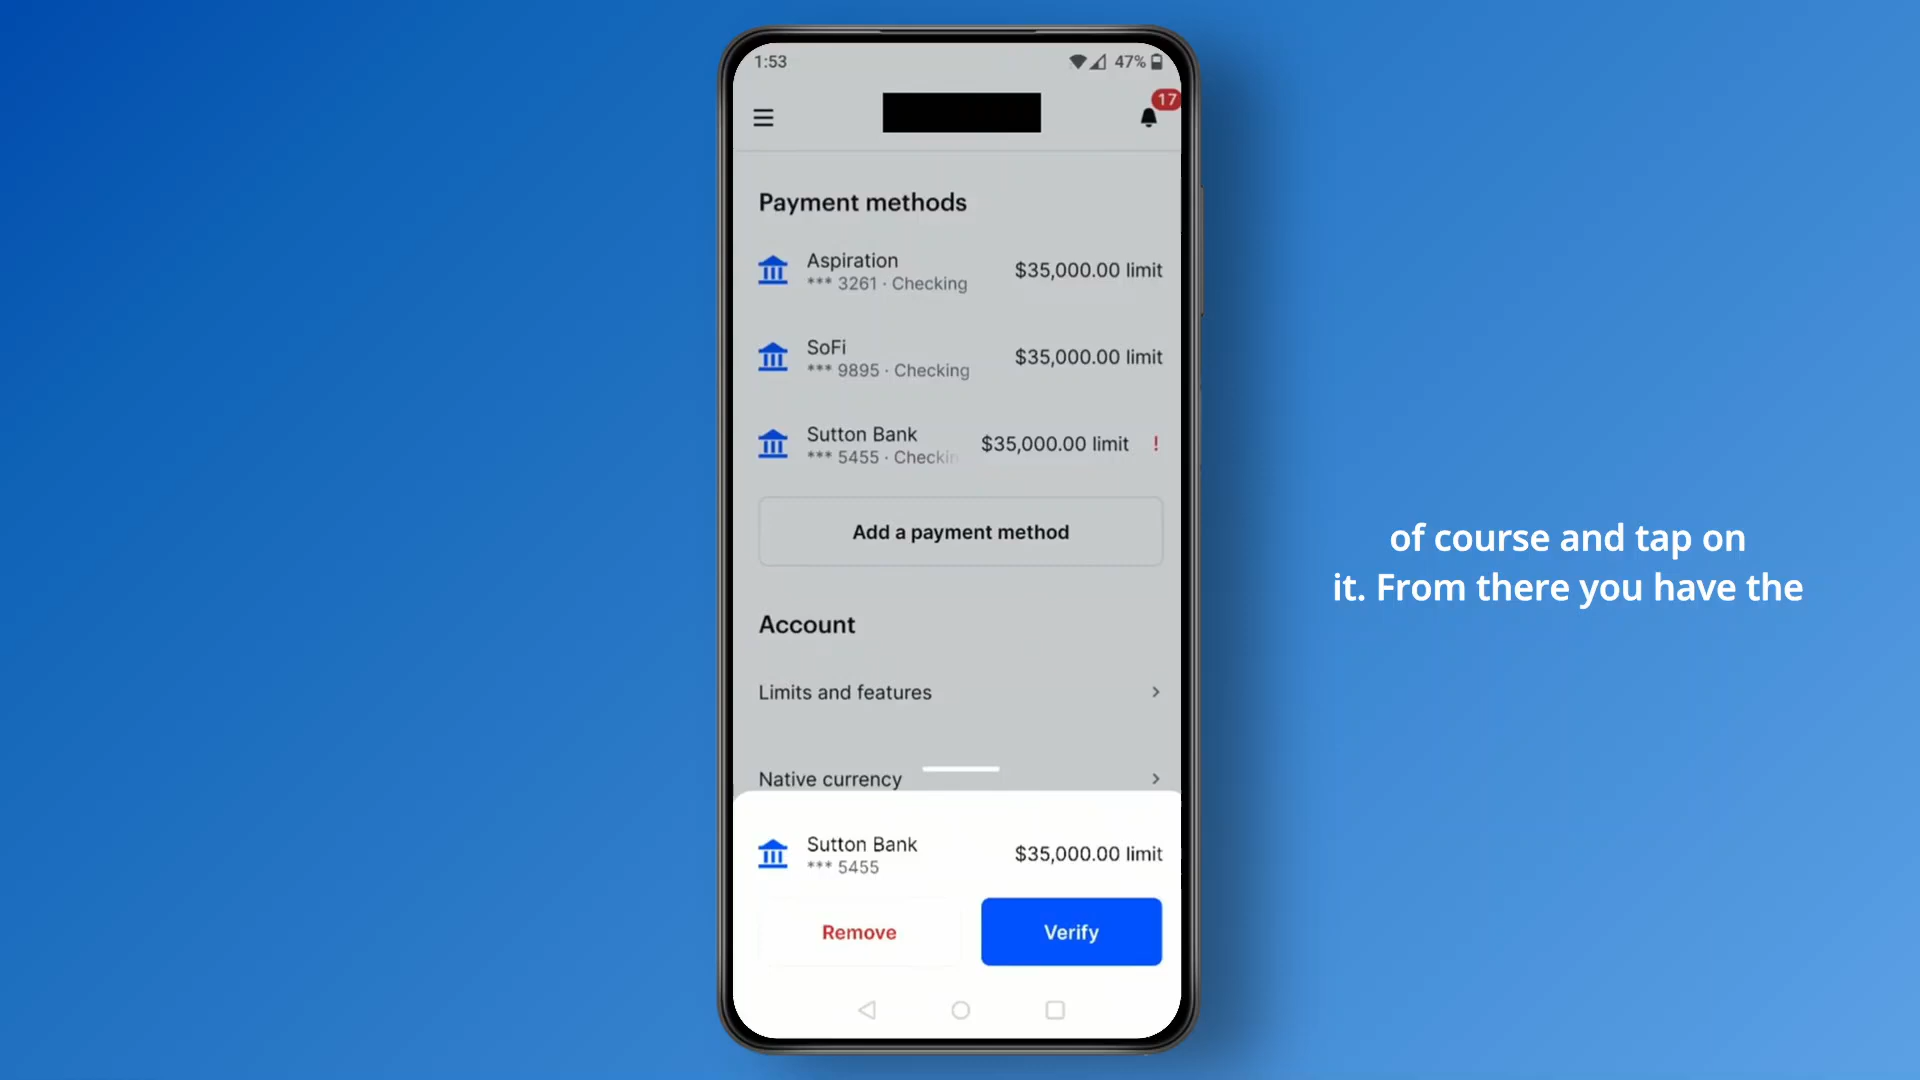 1:53
47%
17
Payment methods
Aspiration
$35,000.00 limit
*** 3261 · Checking
SoFi
$35,000.00 limit
*** 9895 · Checking
Sutton Bank
$35,000.00 limit !
*** 5455 · Checkin
Add a payment method
Account
Limits and features
Native currency
Sutton Bank
$35,000.00 limit
*** 5455
Remove
Verify
of course and tap on
it. From there you have the